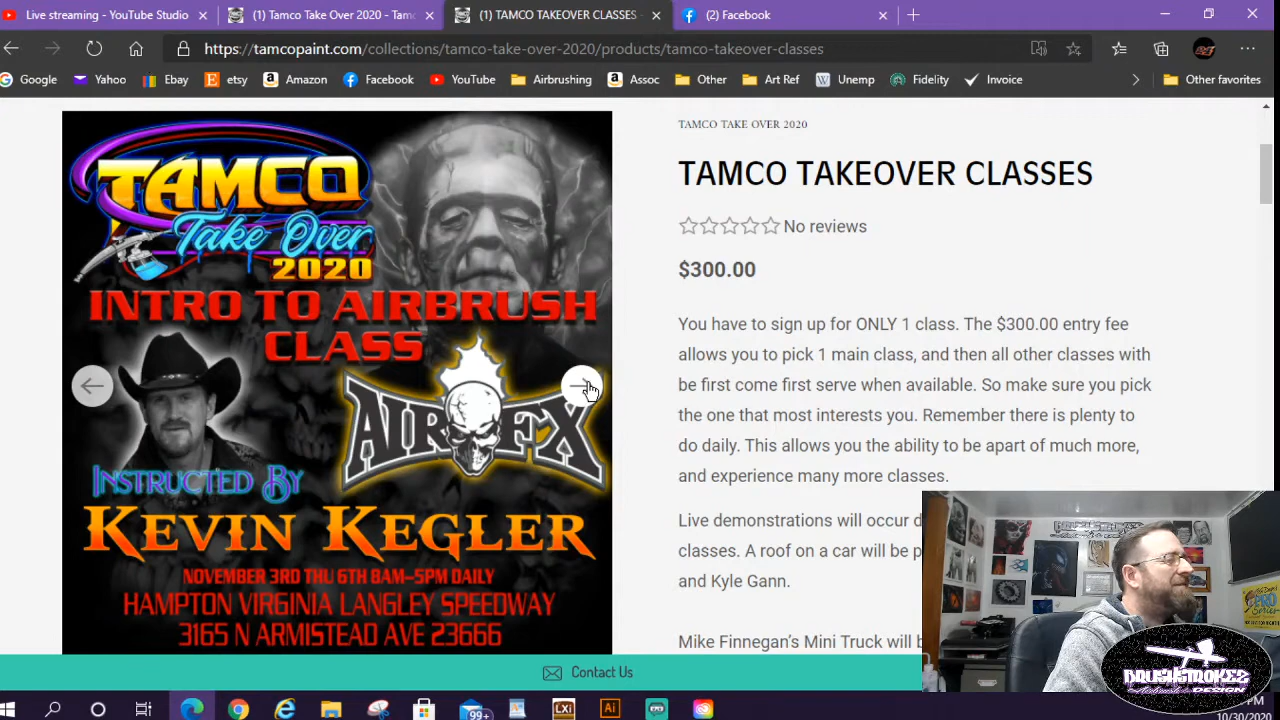 Live streaming - YouTube Studio
(1) Tamco Take Over 2020 - Tamc
(1) TAMCO TAKEOVER CLASSES -
(2) Facebook
https://tamcopaint.com/collections/tamco-take-over-2020/products/tamco-takeover-classes
Google Yahoo Ebay etsy Amazon Facebook YouTube Airbrushing Assoc Other Art Ref Unemp Fidelity Invoice Other favorites
TAMCO
Take Over
2020
INTRO TO AIRBRUSH
CLASS
AIR FX
INSTRUCTED BY
KEVIN KEGLER
NOVEMBER 3RD THU 6TH 8AM–5PM DAILY
HAMPTON VIRGINIA LANGLEY SPEEDWAY
3165 N ARMISTEAD AVE 23666
TAMCO TAKE OVER 2020
TAMCO TAKEOVER CLASSES
No reviews
$300.00
You have to sign up for ONLY 1 class. The $300.00 entry fee
allows you to pick 1 main class, and then all other classes with
be first come first serve when available. So make sure you pick
the one that most interests you. Remember there is plenty to
do daily. This allows you the ability to be apart of much more,
and experience many more classes.
Live demonstrations will occur d
classes. A roof on a car will be p
and Kyle Gann.
Mike Finnegan's Mini Truck will b
Contact Us
BRUSHSTROKEZ
Airbrush & DESIGN
99+
LXi
Ai
PM
10/30/2020